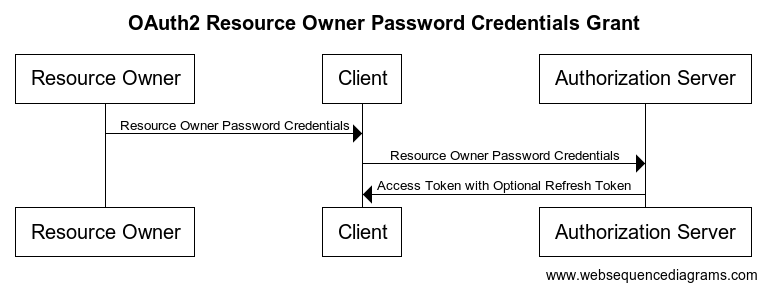 OAuth2 Resource Owner Password Credentials Grant
Resource Owner
Client
Authorization Server
Resource Owner Password Credentials
Resource Owner Password Credentials
Access Token with Optional Refresh Token
Resource Owner
Client
Authorization Server
www.websequencediagrams.com